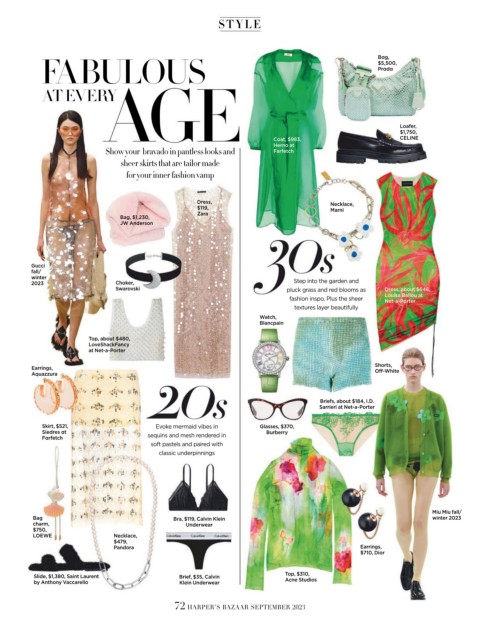 STYLE
FABULOUS
AT EVERY
AGE
Show your bravado in pantless looks and
sheer skirts that are tailor made
for your inner fashion vamp
Gucci
fall/
winter
2023
Bag, $1,230,
JW Anderson
Dress,
$119,
Zara
Choker,
Swarovski
Top, about $480,
LoveShackFancy
at Net-a-Porter
Earrings,
Aquazzura
Skirt, $521,
Siedres at
Farfetch
20s
Evoke mermaid vibes in
sequins and mesh rendered in
soft pastels and paired with
classic underpinnings
Bag
charm,
$750,
LOEWE
Necklace,
$479,
Pandora
Bra, $119, Calvin Klein
Underwear
Slide, $1,380, Saint Laurent
by Anthony Vaccarello
Brief, $35, Calvin
Klein Underwear
Coat, $983,
Herno at
Farfetch
Bag,
$5,500,
Prada
Loafer,
$1,750,
CELINE
Necklace,
Marni
30s
Step into the garden and
pluck grass and red blooms as
fashion inspo. Plus the sheer
textures layer beautifully
Dress, about $648,
Louisa Ballou at
Net-a-Porter
Watch,
Blancpain
Shorts,
Off-White
Glasses, $370,
Burberry
Briefs, about $184, I.D.
Sarrieri at Net-a-Porter
Miu Miu fall/
winter 2023
Earrings,
$710, Dior
Top, $310,
Acne Studios
72 HARPER'S BAZAAR SEPTEMBER 2023